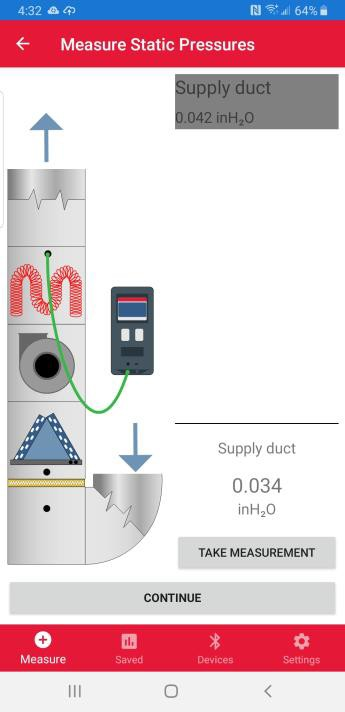 4:32
64%
Measure Static Pressures
Supply duct
0.042 inH₂O
Supply duct
0.034
inH₂O
TAKE MEASUREMENT
CONTINUE
Measure
Saved
Devices
Settings